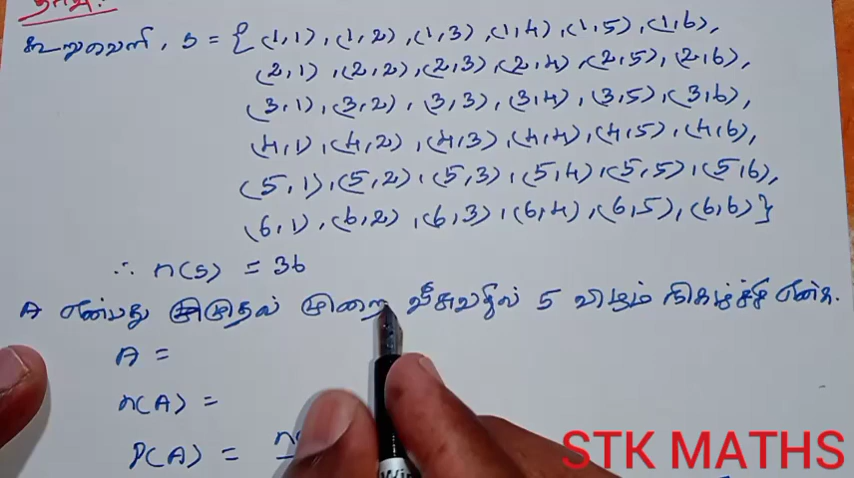 கூறுவெளி, S = { (1,1), (1,2), (1,3), (1,4), (1,5), (1,6),
(2,1), (2,2), (2,3), (2,4), (2,5), (2,6),
(3,1), (3,2), (3,3), (3,4), (3,5), (3,6),
(4,1), (4,2), (4,3), (4,4), (4,5), (4,6),
(5,1), (5,2), (5,3), (5,4), (5,5), (5,6),
(6,1), (6,2), (6,3), (6,4), (6,5), (6,6) }
∴ n(S) = 36
A என்பது முதல் முறை வீசுவதில் 5 விழும் நிகழ்ச்சி என்க.
A =
n(A) =
P(A) =
STK MATHS